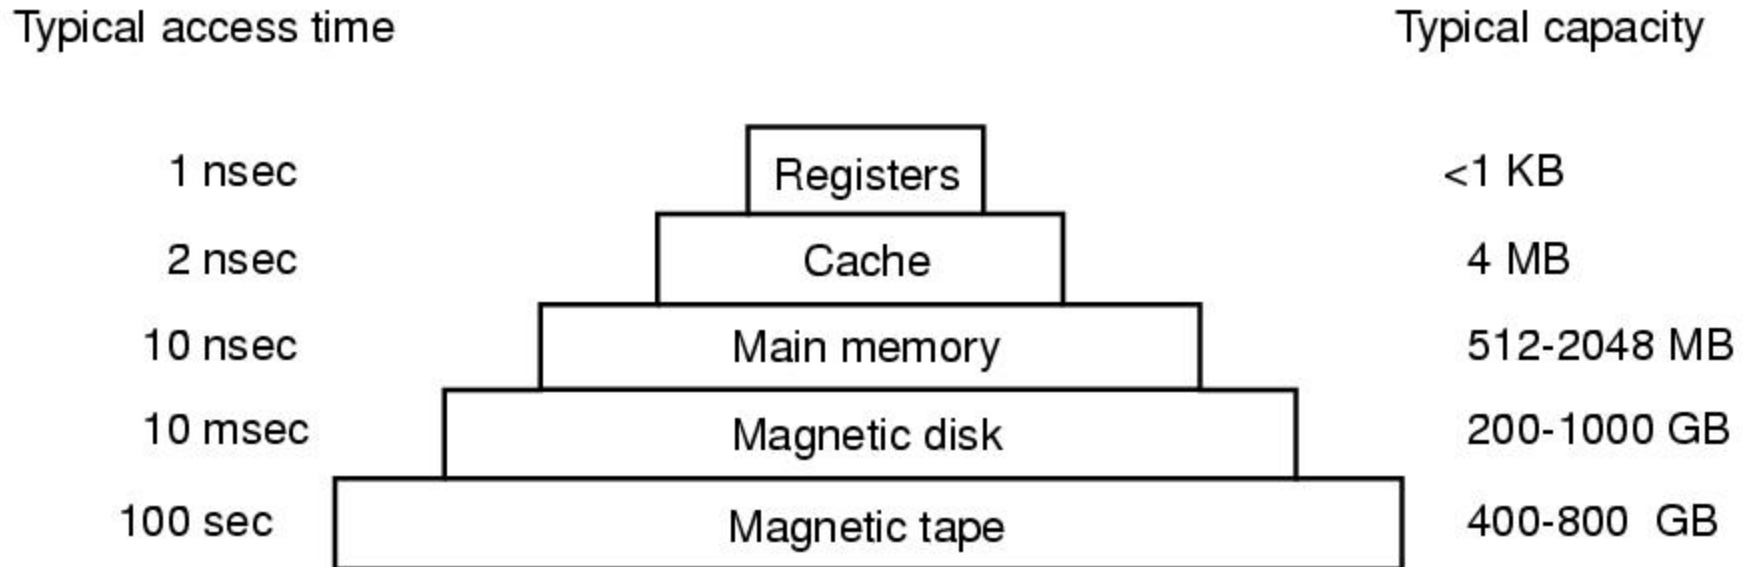 Typical access time Typical capacity
1 nsec Registers <1 KB
2 nsec Cache 4 MB
10 nsec Main memory 512-2048 MB
10 msec Magnetic disk 200-1000 GB
100 sec Magnetic tape 400-800 GB